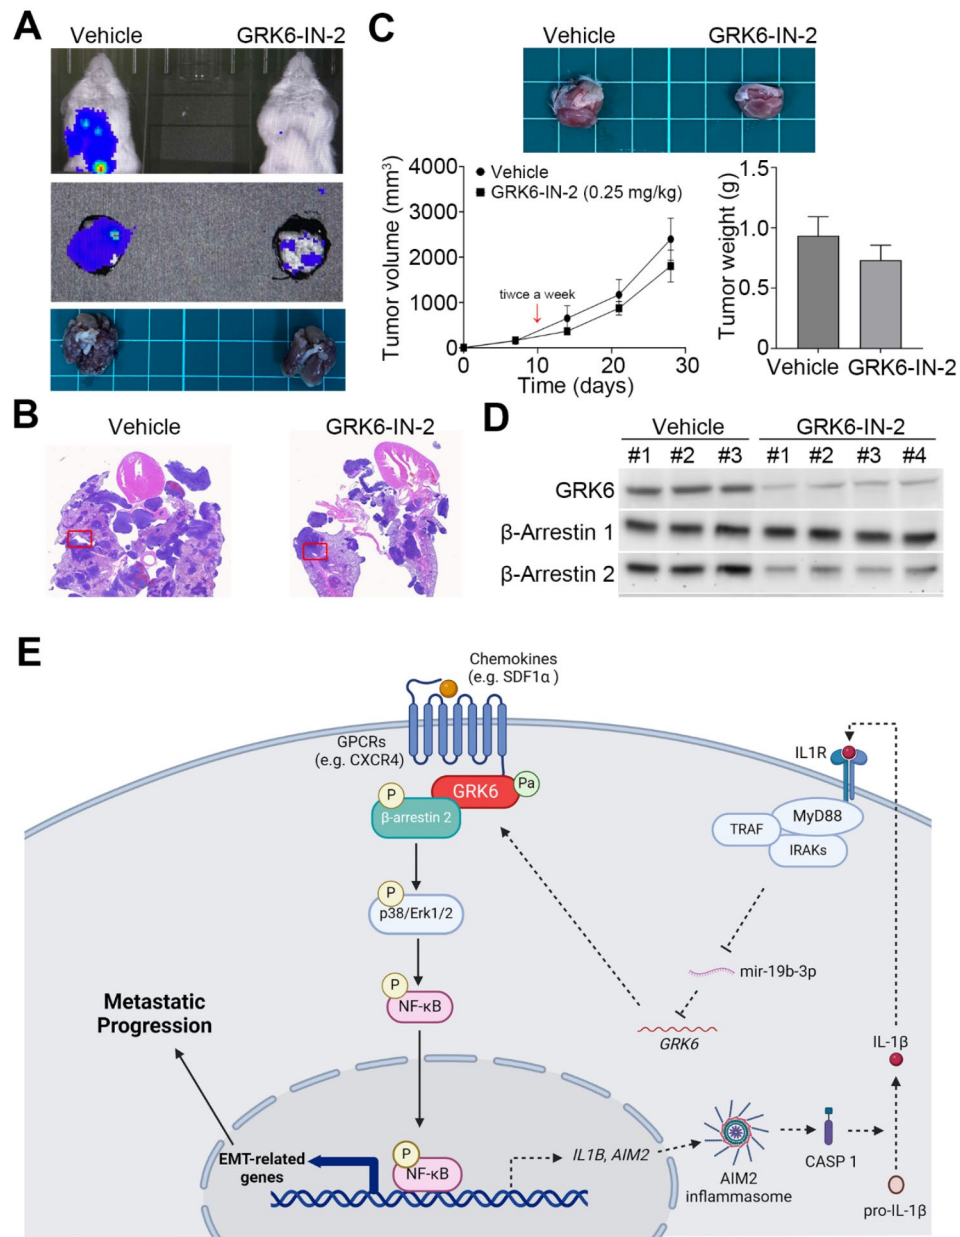 A
Vehicle
GRK6-IN-2
C
Vehicle
GRK6-IN-2
Tumor volume (mm3)
4000
3000
2000
1000
0
Vehicle
GRK6-IN-2 (0.25 mg/kg)
tiwce a week
0
10
20
30
Time (days)
Tumor weight (g)
1.5
1.0
0.5
0
Vehicle
GRK6-IN-2
B
Vehicle
GRK6-IN-2
D
Vehicle
GRK6-IN-2
#1 #2 #3 #1 #2 #3 #4
GRK6
β-Arrestin 1
β-Arrestin 2
E
Chemokines
(e.g. SDF1α )
GPCRs
(e.g. CXCR4)
GRK6
Pa
P
β-arrestin 2
P
p38/Erk1/2
P
NF-κB
IL1R
MyD88
TRAF
IRAKs
mir-19b-3p
GRK6
Metastatic
Progression
EMT-related
genes
P
NF-κB
IL1B, AIM2
AIM2
inflammasome
CASP 1
IL-1β
pro-IL-1β